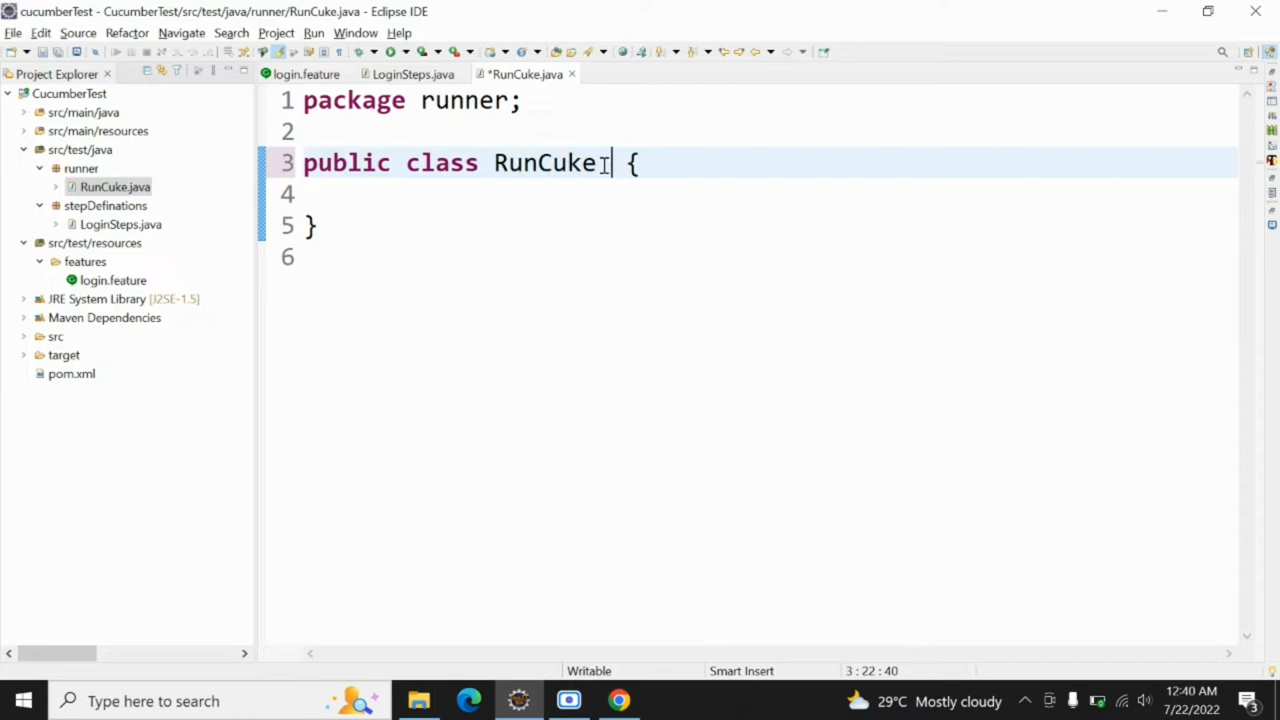 cucumberTest - CucumberTest/src/test/java/runner/RunCuke.java - Eclipse IDE
File Edit Source Refactor Navigate Search Project Run Window Help
Project Explorer
login.feature LoginSteps.java *RunCuke.java
CucumberTest
src/main/java
src/main/resources
src/test/java
runner
RunCuke.java
stepDefinitions
LoginSteps.java
src/test/resources
features
login.feature
JRE System Library [J2SE-1.5]
Maven Dependencies
src
target
pom.xml
1 package runner;
2
3 public class RunCuke {
4
5 }
6
Writable Smart Insert 3 : 22 : 40
Type here to search
29°C Mostly cloudy
12:40 AM
7/22/2022
3